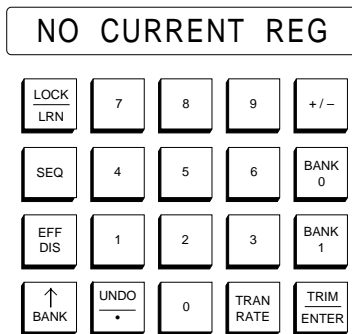 NO CURRENT REG
LOCK
LRN
7
8
9
+/–
SEQ
4
5
6
BANK
0
EFF
DIS
1
2
3
BANK
1
↑
BANK
UNDO
•
0
TRAN
RATE
TRIM
ENTER